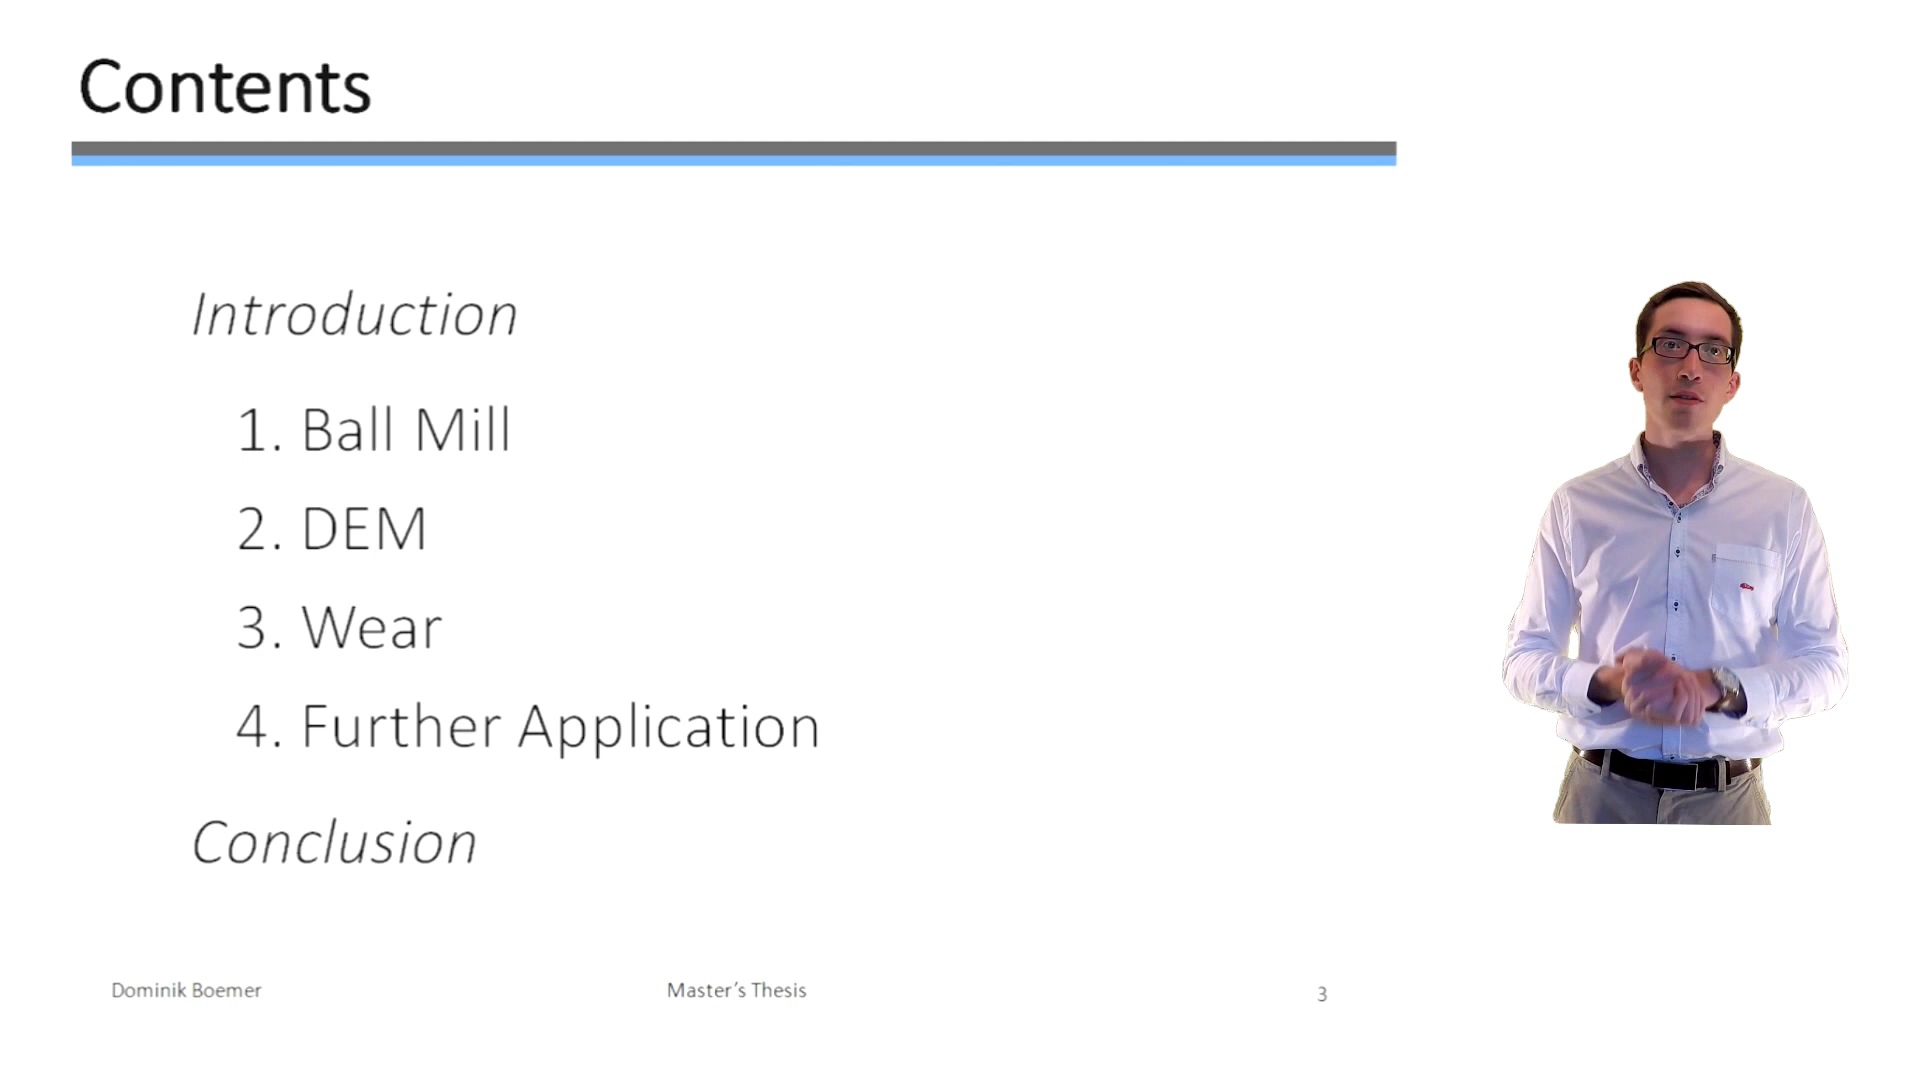 Contents
Introduction
1. Ball Mill
2. DEM
3. Wear
4. Further Application
Conclusion
Dominik Boemer
Master’s Thesis
3